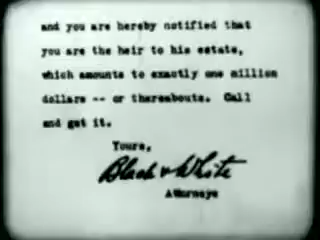 and you are hereby notified that
you are the heir to his estate,
which amounts to exactly one million
dollars -- or thereabouts. Call
and get it.
Yours,
Black & White
Attorneys